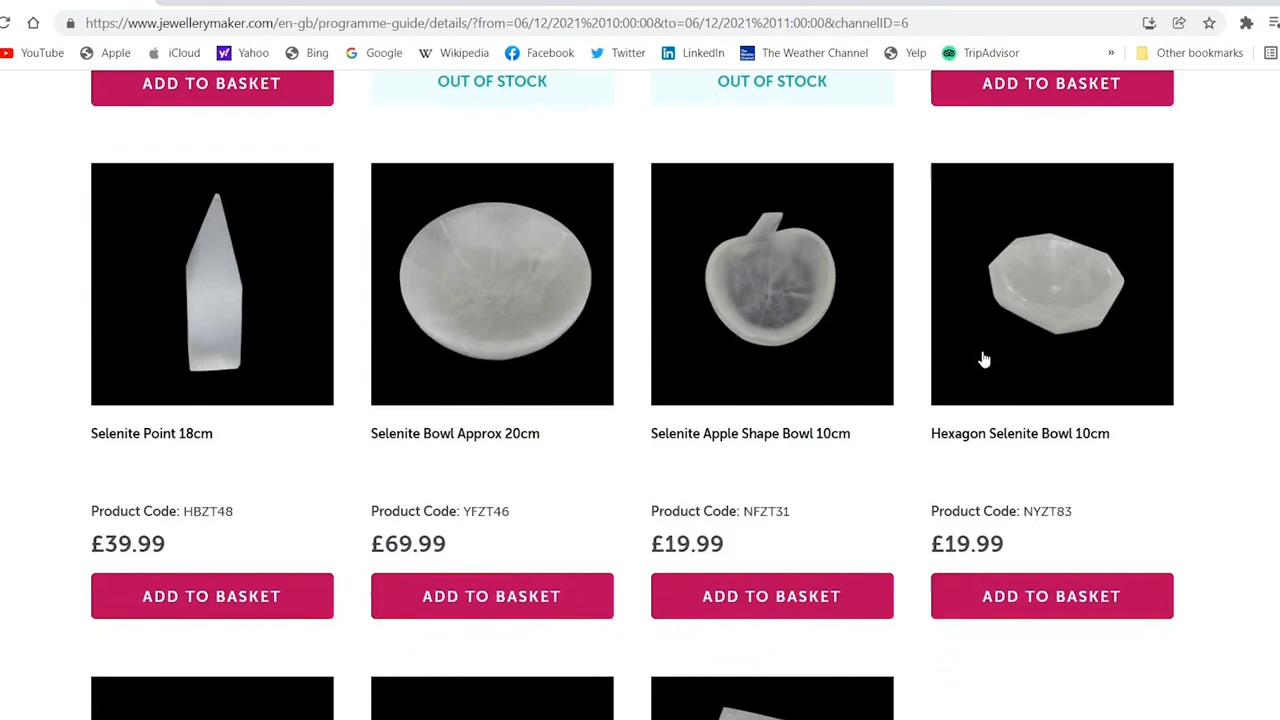 https://www.jewellerymaker.com/en-gb/programme-guide/details/?from=06/12/2021%2010:00:00&to=06/12/2021%2011:00:00&channelID=6
YouTube Apple iCloud Yahoo Bing Google Wikipedia Facebook Twitter LinkedIn The Weather Channel Yelp TripAdvisor » Other bookmarks
ADD TO BASKET OUT OF STOCK OUT OF STOCK ADD TO BASKET
Selenite Point 18cm Selenite Bowl Approx 20cm Selenite Apple Shape Bowl 10cm Hexagon Selenite Bowl 10cm
Product Code: HBZT48 Product Code: YFZT46 Product Code: NFZT31 Product Code: NYZT83
£39.99 £69.99 £19.99 £19.99
ADD TO BASKET ADD TO BASKET ADD TO BASKET ADD TO BASKET